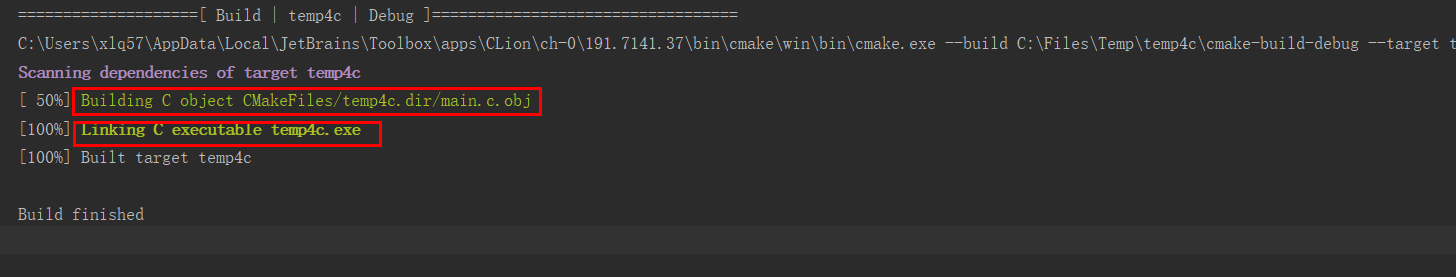 ====================[ Build | temp4c | Debug ]==================================
C:\Users\xlq57\AppData\Local\JetBrains\Toolbox\apps\CLion\ch-0\191.7141.37\bin\cmake\win\bin\cmake.exe --build C:\Files\Temp\temp4c\cmake-build-debug --target t
Scanning dependencies of target temp4c
[ 50%] Building C object CMakeFiles/temp4c.dir/main.c.obj
[100%] Linking C executable temp4c.exe
[100%] Built target temp4c
Build finished